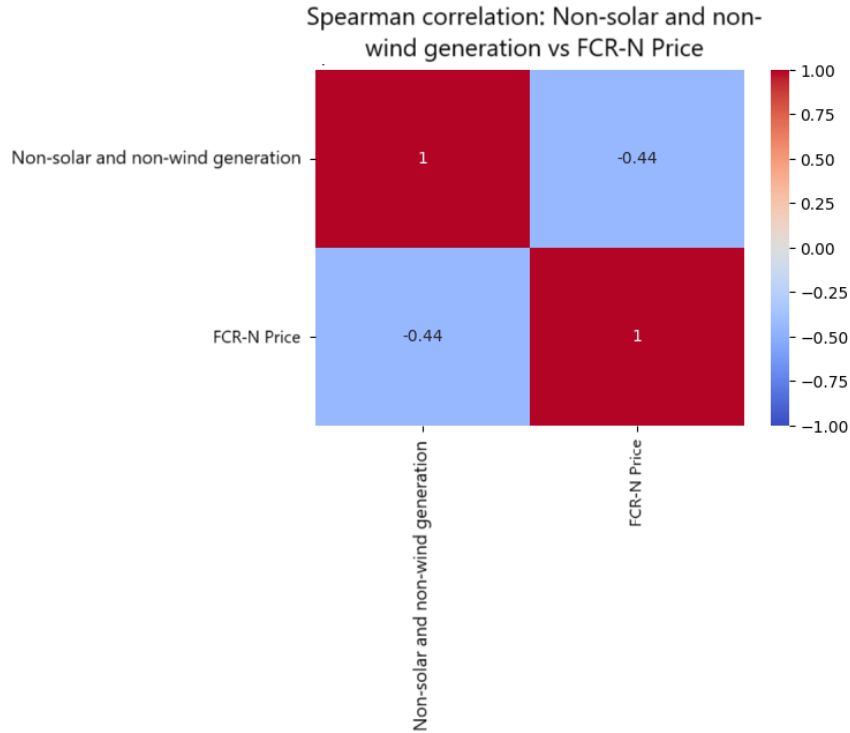 Spearman correlation: Non-solar and non-
wind generation vs FCR-N Price
Non-solar and non-wind generation
1
-0.44
FCR-N Price
-0.44
1
Non-solar and non-wind generation
FCR-N Price
1.00
0.75
0.50
0.25
0.00
−0.25
−0.50
−0.75
−1.00